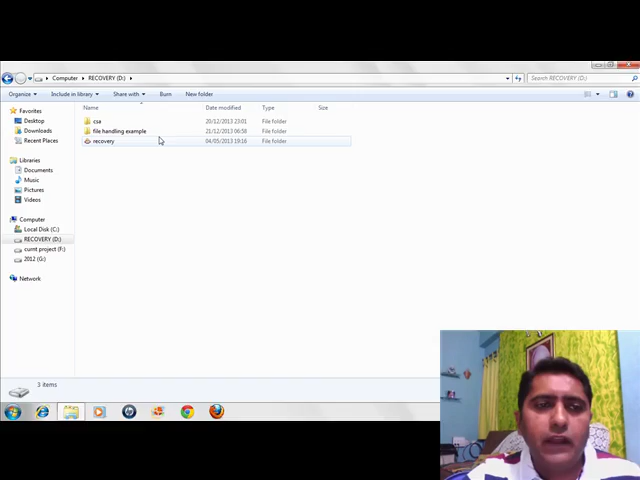 Computer ▸ RECOVERY (D:) ▸
Search RECOVERY (D:)
Organize Include in library Share with Burn New folder
Favorites
Desktop
Downloads
Recent Places
Libraries
Documents
Music
Pictures
Videos
Computer
Local Disk (C:)
RECOVERY (D:)
curnt project (F:)
2012 (G:)
Network
Name Date modified Type Size
csa 20/12/2013 23:01 File folder
file handling example 21/12/2013 06:58 File folder
recovery 04/05/2013 19:16 File folder
3 items